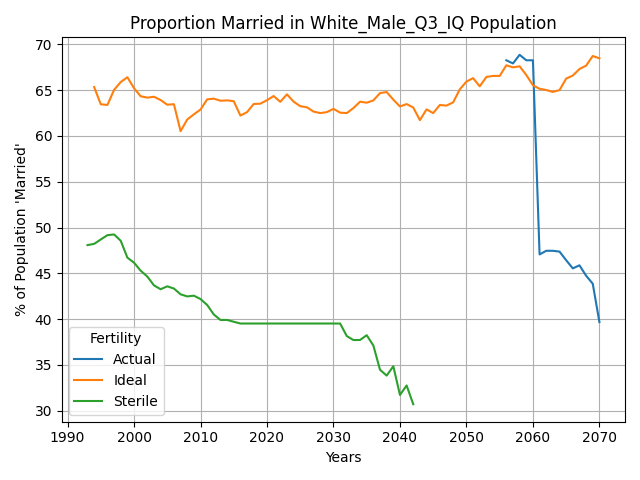 Proportion Married in White_Male_Q3_IQ Population
% of Population 'Married'
70
65
60
55
50
45
40
35
30
Fertility
Actual
Ideal
Sterile
1990 2000 2010 2020 2030 2040 2050 2060 2070
Years